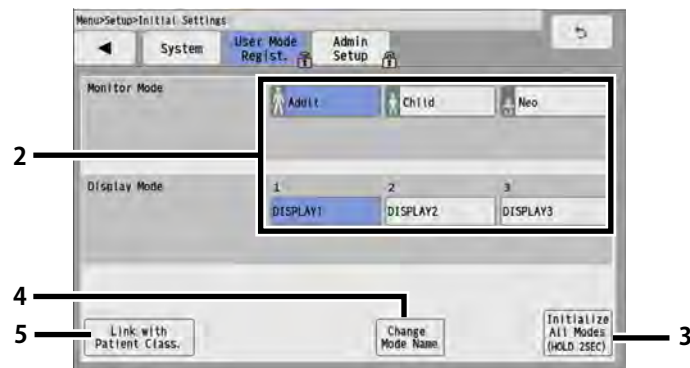 Menu>Setup>Initial Settings
System
User Mode
Regist.
Admin
Setup
Monitor Mode
Adult
Child
Neo
2
Display Mode
1
2
3
DISPLAY1
DISPLAY2
DISPLAY3
4
5
Link with
Patient Class.
Change
Mode Name
Initialize
All Modes
(HOLD 2SEC)
3